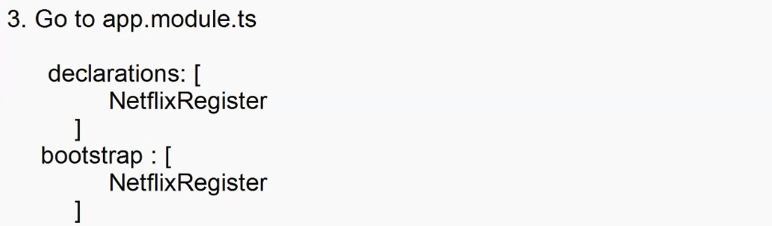 3. Go to app.module.ts
declarations: [
NetflixRegister
]
bootstrap : [
NetflixRegister
]